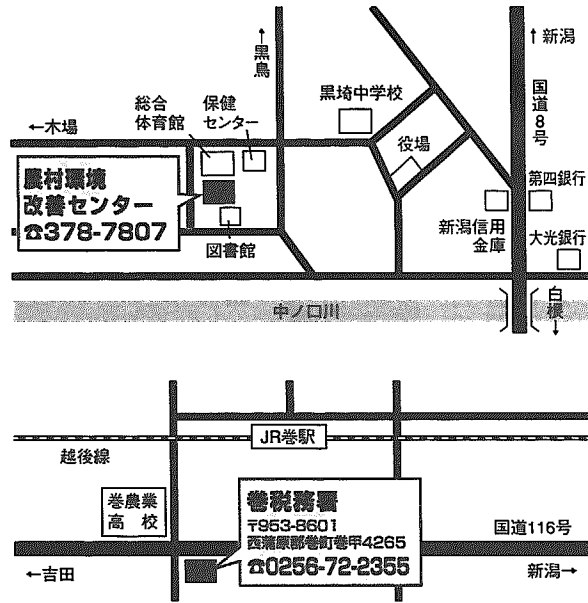 ↑新潟
↑黒鳥
国道8号
黒埼中学校
総合
体育館
保健
センター
←木場
役場
農村環境
改善センター
☎378-7807
第四銀行
新潟信用
金庫
図書館
大光銀行
中ノ口川
白根→
JR巻駅
越後線
巻農業
高校
巻税務署
〒953-8601
西蒲原郡巻町巻甲4265
☎0256-72-2355
国道116号
←吉田
新潟→